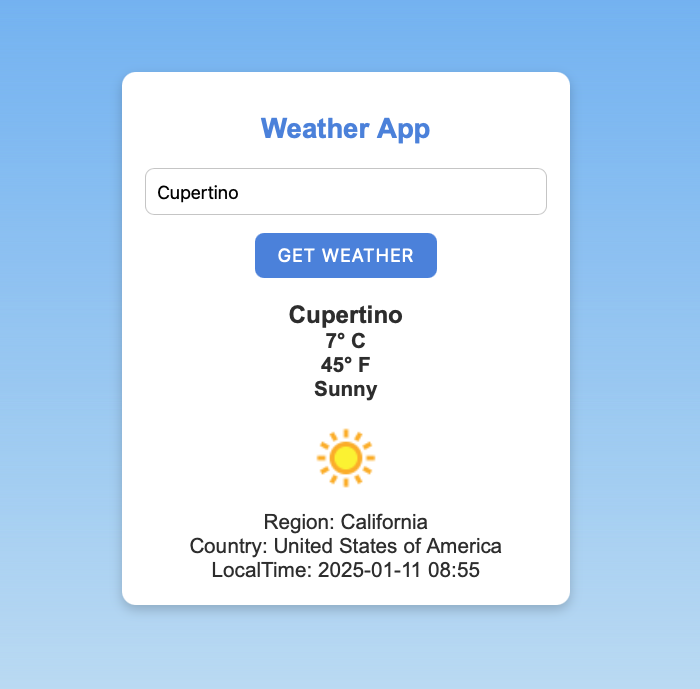 Weather App
Cupertino
GET WEATHER
Cupertino
7° C
45° F
Sunny
Region: California
Country: United States of America
LocalTime: 2025-01-11 08:55